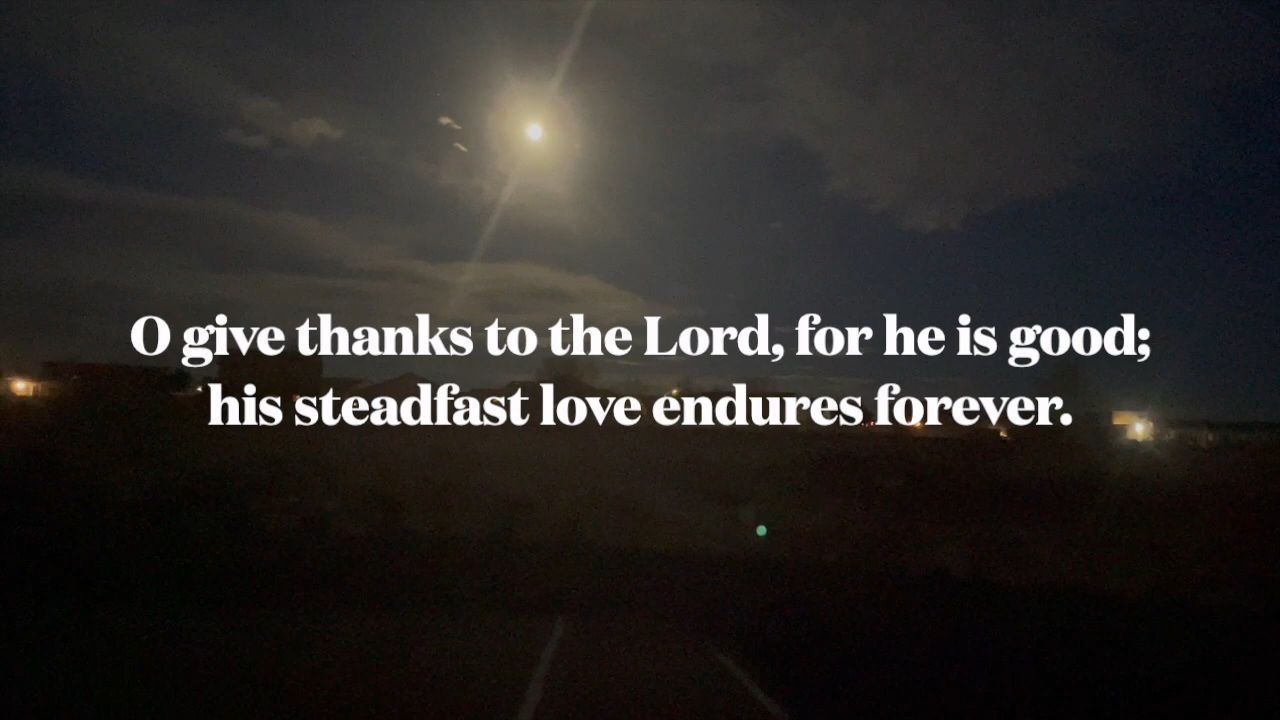 O give thanks to the Lord, for he is good;
his steadfast love endures forever.